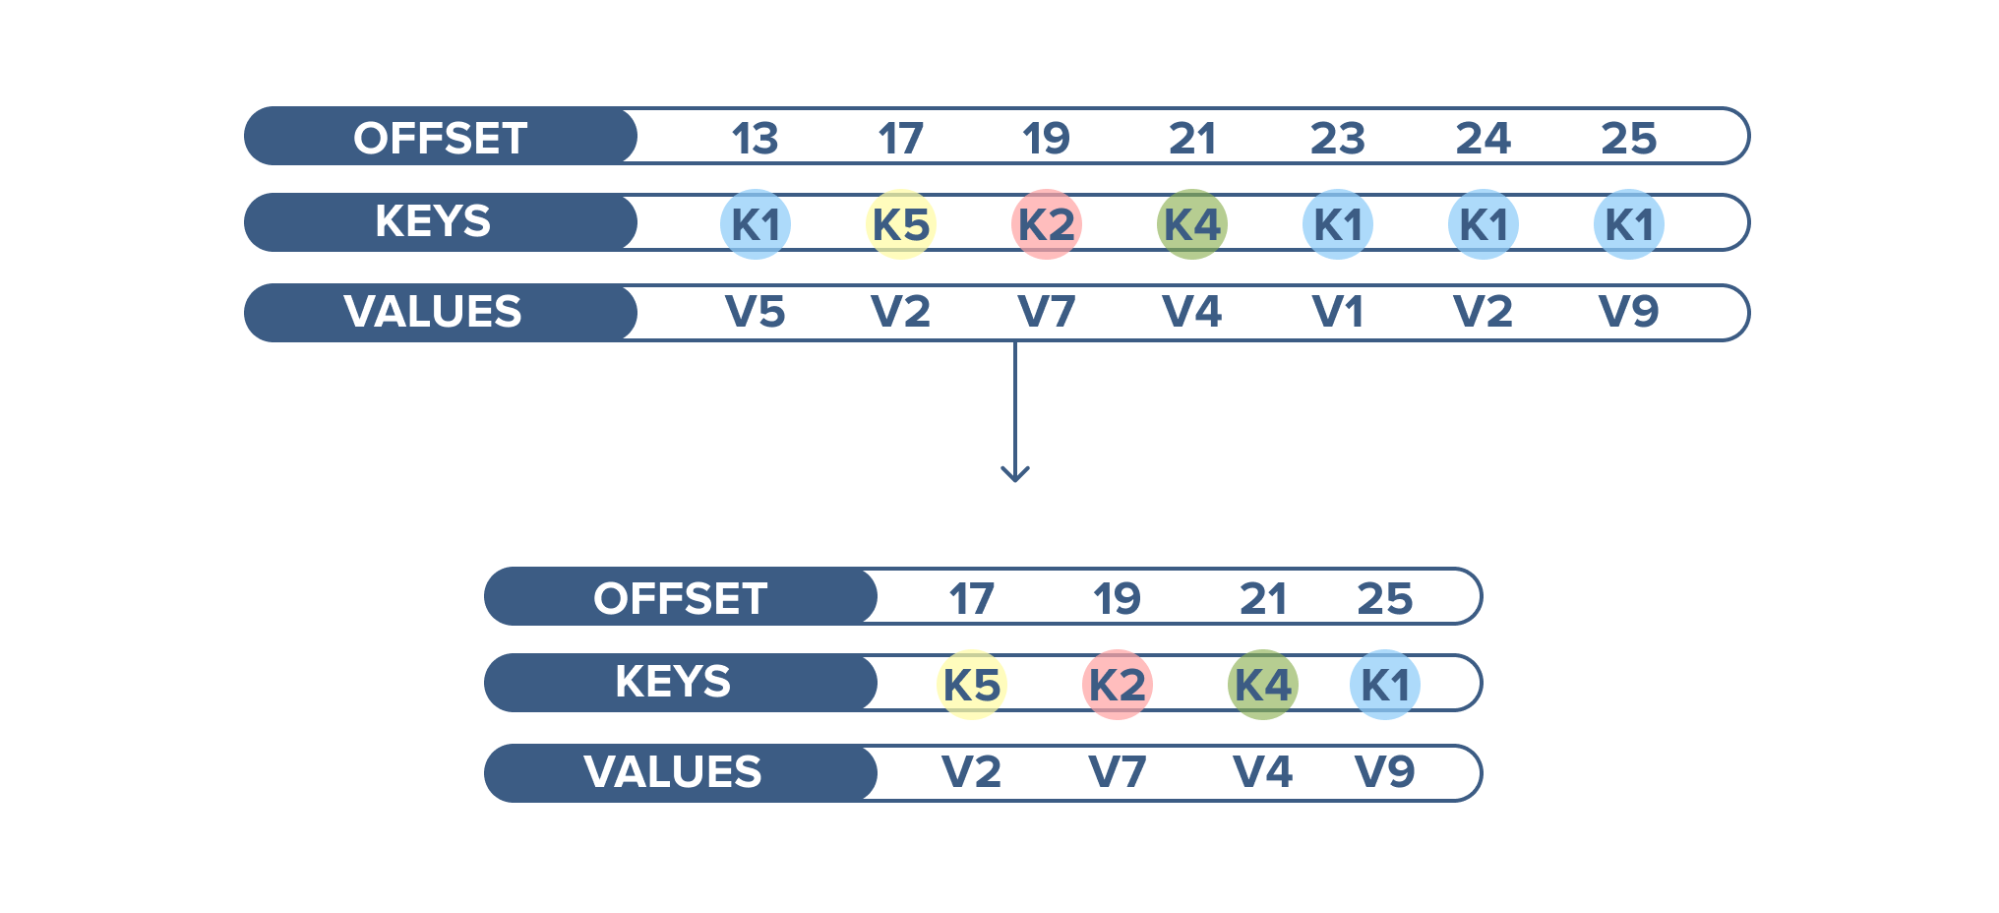 OFFSET 13 17 19 21 23 24 25
KEYS K1 K5 K2 K4 K1 K1 K1
VALUES V5 V2 V7 V4 V1 V2 V9
OFFSET 17 19 21 25
KEYS K5 K2 K4 K1
VALUES V2 V7 V4 V9